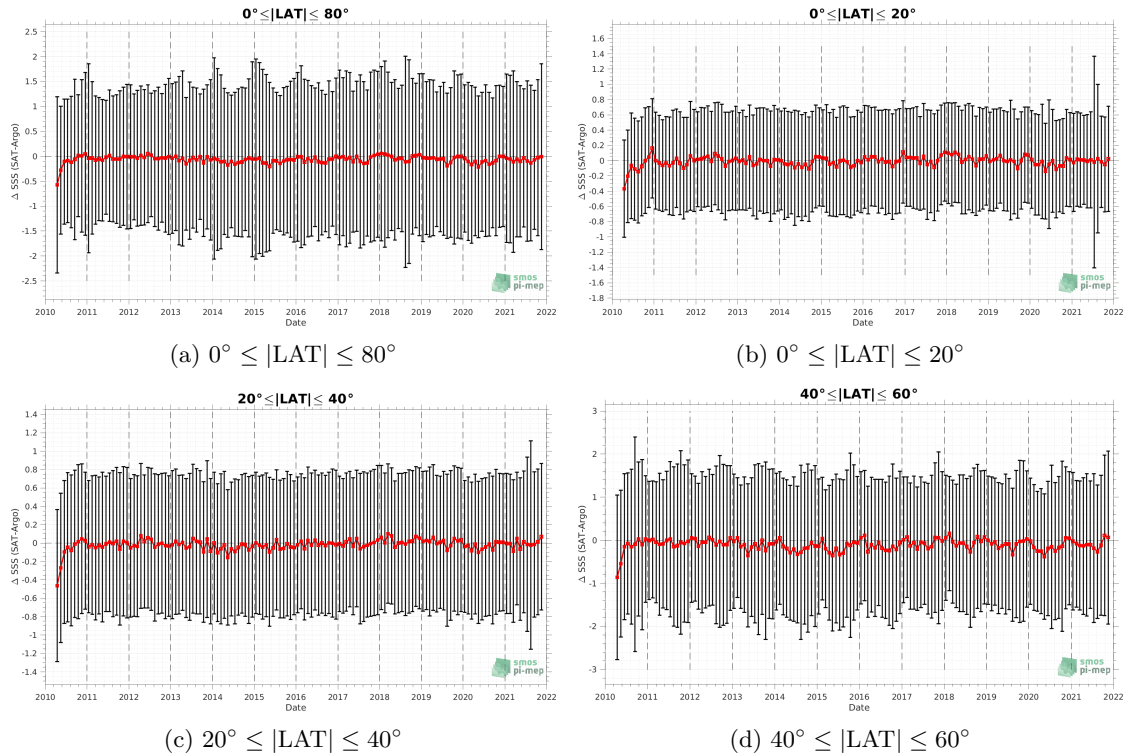 0°≤|LAT|≤ 80°
2.5
2
1.5
1
0.5
0
-0.5
-1
-1.5
-2
-2.5
Δ SSS (SAT-Argo)
2010 2011 2012 2013 2014 2015 2016 2017 2018 2019 2020 2021 2022
Date
smos
pi-mep
(a) 0° ≤ |LAT| ≤ 80°
0°≤|LAT|≤ 20°
1.6
1.4
1.2
1
0.8
0.6
0.4
0.2
0
-0.2
-0.4
-0.6
-0.8
-1
-1.2
-1.4
-1.6
-1.8
Δ SSS (SAT-Argo)
2010 2011 2012 2013 2014 2015 2016 2017 2018 2019 2020 2021 2022
Date
smos
pi-mep
(b) 0° ≤ |LAT| ≤ 20°
20°≤|LAT|≤ 40°
1.4
1.2
1
0.8
0.6
0.4
0.2
0
-0.2
-0.4
-0.6
-0.8
-1
-1.2
-1.4
Δ SSS (SAT-Argo)
2010 2011 2012 2013 2014 2015 2016 2017 2018 2019 2020 2021 2022
Date
smos
pi-mep
(c) 20° ≤ |LAT| ≤ 40°
40°≤|LAT|≤ 60°
3
2
1
0
-1
-2
-3
Δ SSS (SAT-Argo)
2010 2011 2012 2013 2014 2015 2016 2017 2018 2019 2020 2021 2022
Date
smos
pi-mep
(d) 40° ≤ |LAT| ≤ 60°